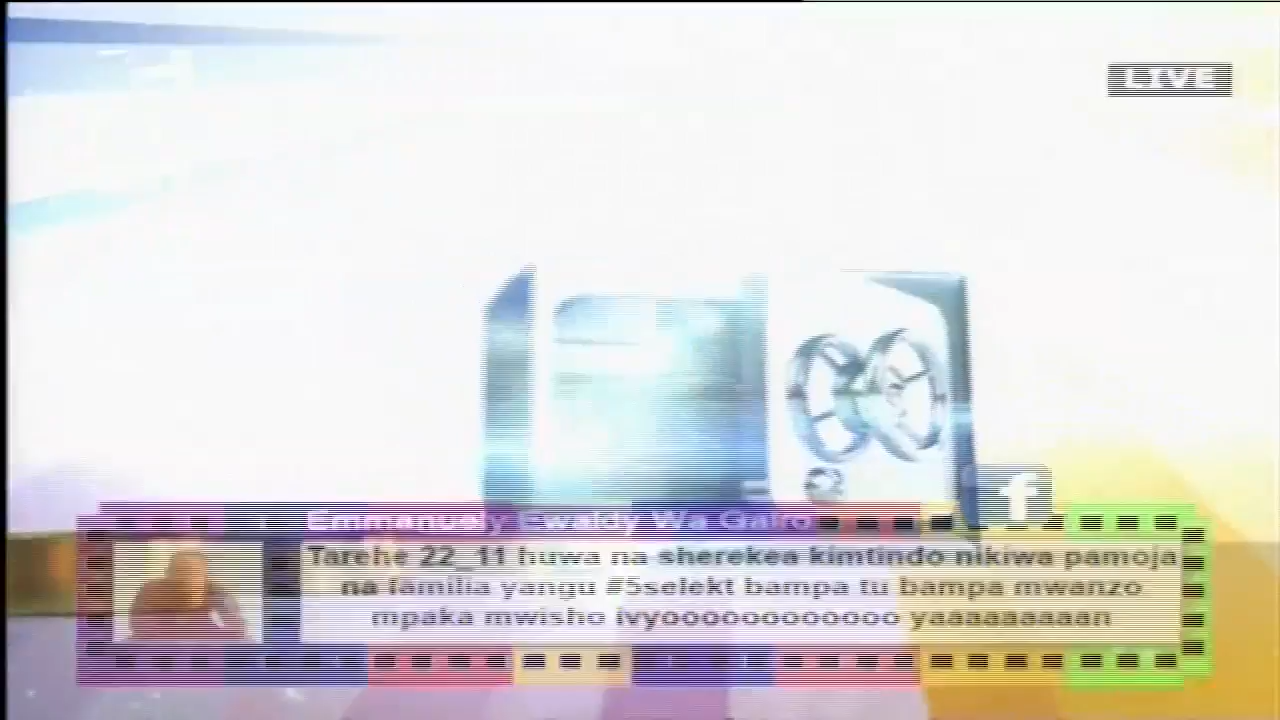 LIVE
f
Emmanuely Ewaldy Wa Gairo
Tarehe 22_11 huwa na sherekea kimtindo nikiwa pamoja
na familia yangu #5selekt bampa tu bampa mwanzo
mpaka mwisho ivyoooooooooooo yaaaaaaaaan